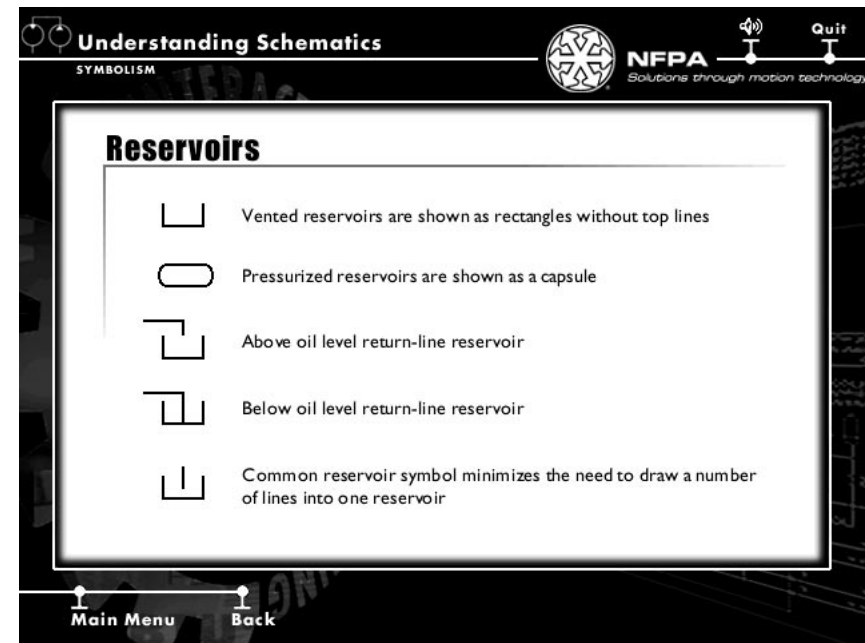 Understanding Schematics
Quit
NFPA
SYMBOLISM
Solutions through motion technology
Reservoirs
Vented reservoirs are shown as rectangles without top lines
Pressurized reservoirs are shown as a capsule
Above oil level return-line reservoir
Below oil level return-line reservoir
Common reservoir symbol minimizes the need to draw a number
of lines into one reservoir
Main Menu
Back